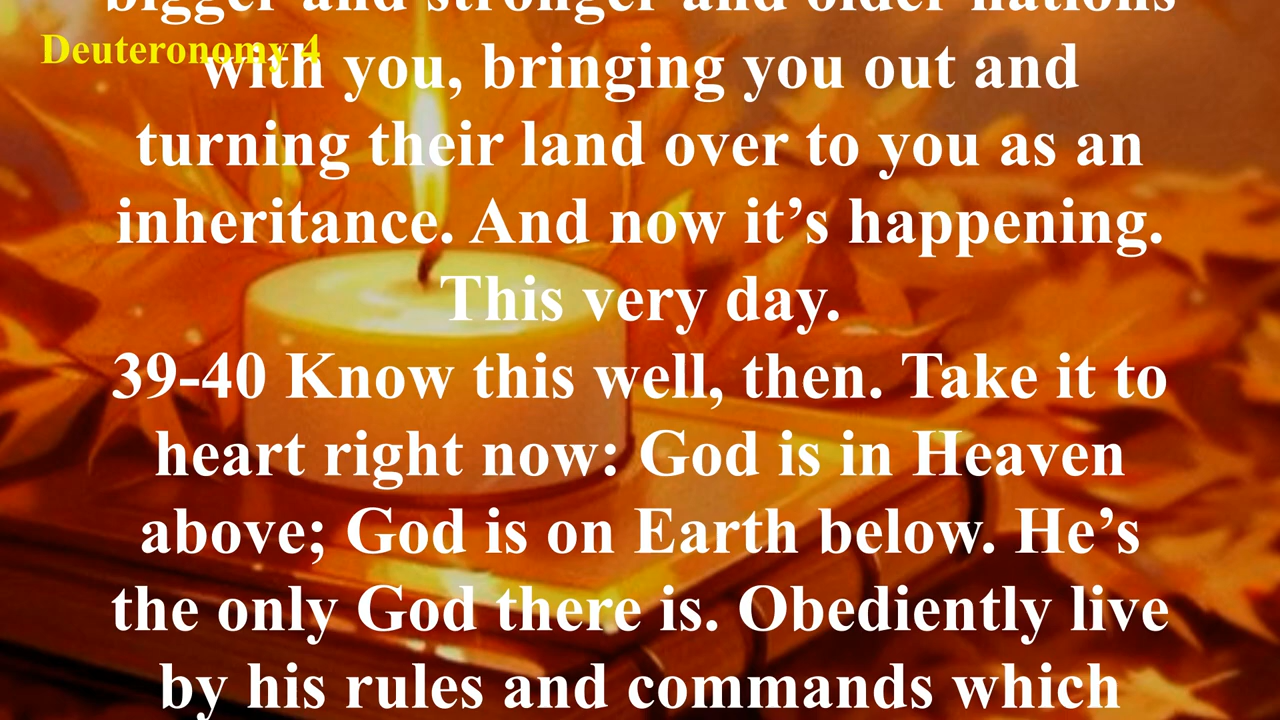 bigger and stronger and older nations
Deuteronomy 4
with you, bringing you out and
turning their land over to you as an
inheritance. And now it’s happening.
This very day.
39-40 Know this well, then. Take it to
heart right now: God is in Heaven
above; God is on Earth below. He’s
the only God there is. Obediently live
by his rules and commands which